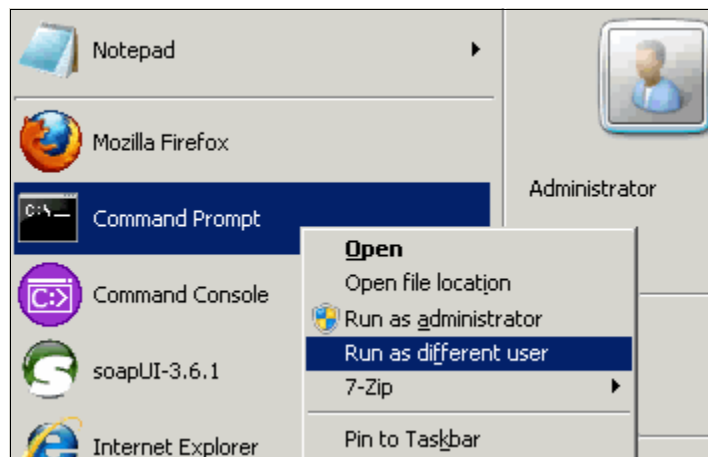 Notepad
Mozilla Firefox
Administrator
C:\_
Command Prompt
Open
Open file location
Run as administrator
Run as different user
7-Zip
Pin to Taskbar
C:>
Command Console
soapUI-3.6.1
Internet Explorer